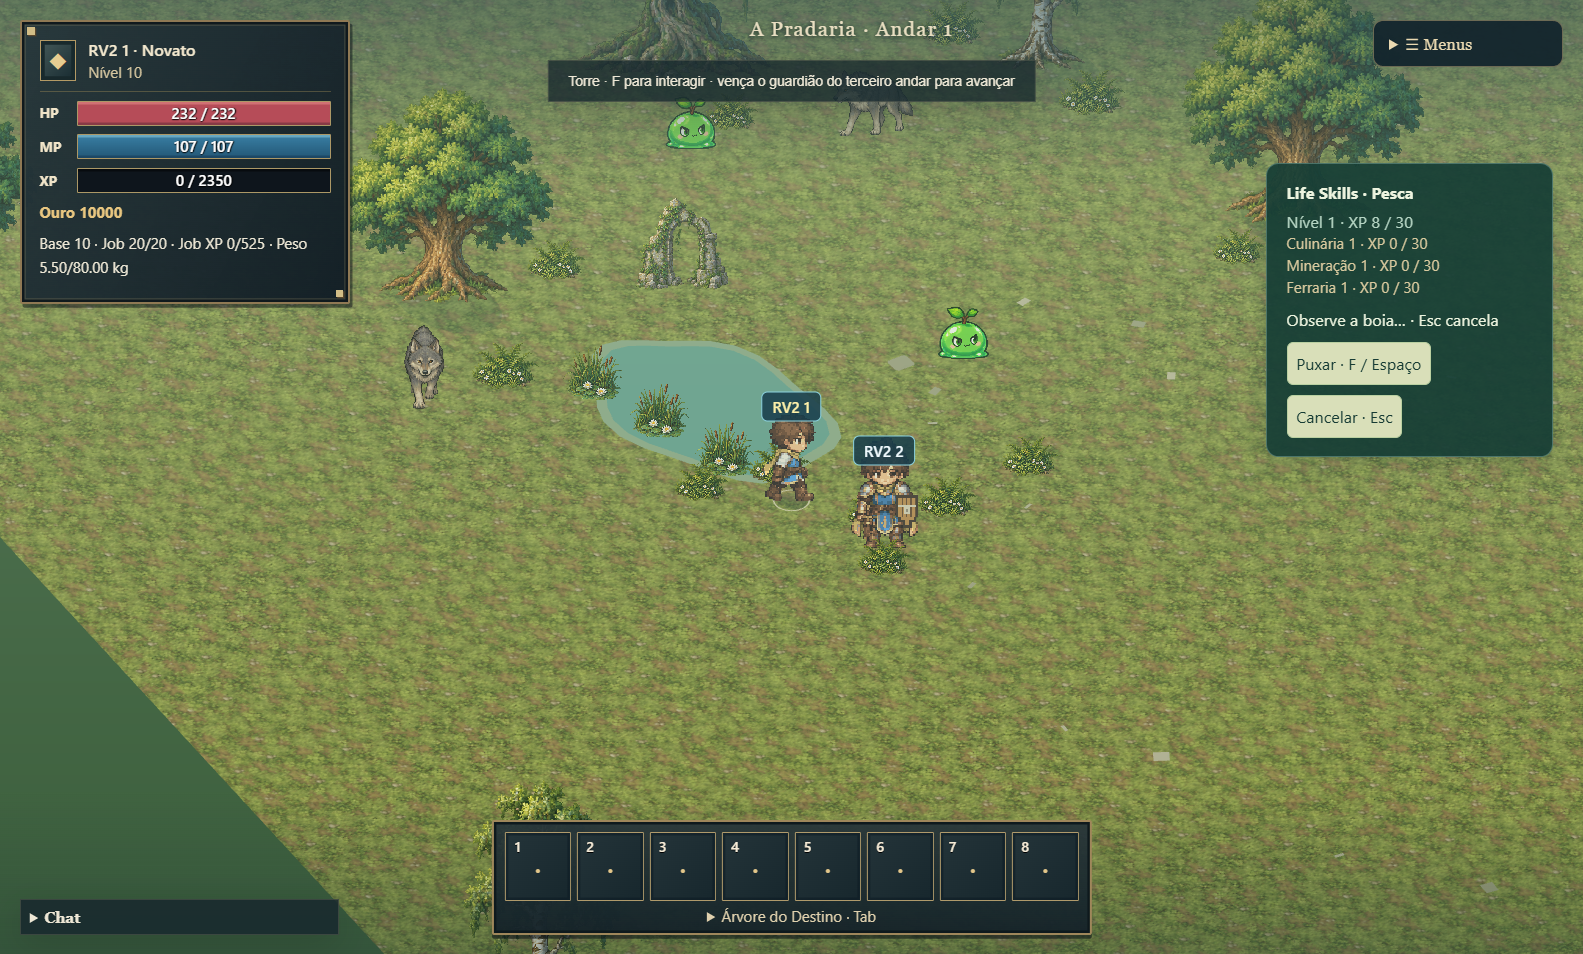 A Pradaria · Andar 1
Torre · F para interagir · vença o guardião do terceiro andar para avançar
RV2 1 · Novato
Nível 10
HP 232 / 232
MP 107 / 107
XP 0 / 2350
Ouro 10000
Base 10 · Job 20/20 · Job XP 0/525 · Peso
5.50/80.00 kg
▶ ☰ Menus
Life Skills · Pesca
Nível 1 · XP 8 / 30
Culinária 1 · XP 0 / 30
Mineração 1 · XP 0 / 30
Ferraria 1 · XP 0 / 30
Observe a boia... · Esc cancela
Puxar · F / Espaço
Cancelar · Esc
RV2 1
RV2 2
1 2 3 4 5 6 7 8
▶ Árvore do Destino · Tab
▶ Chat